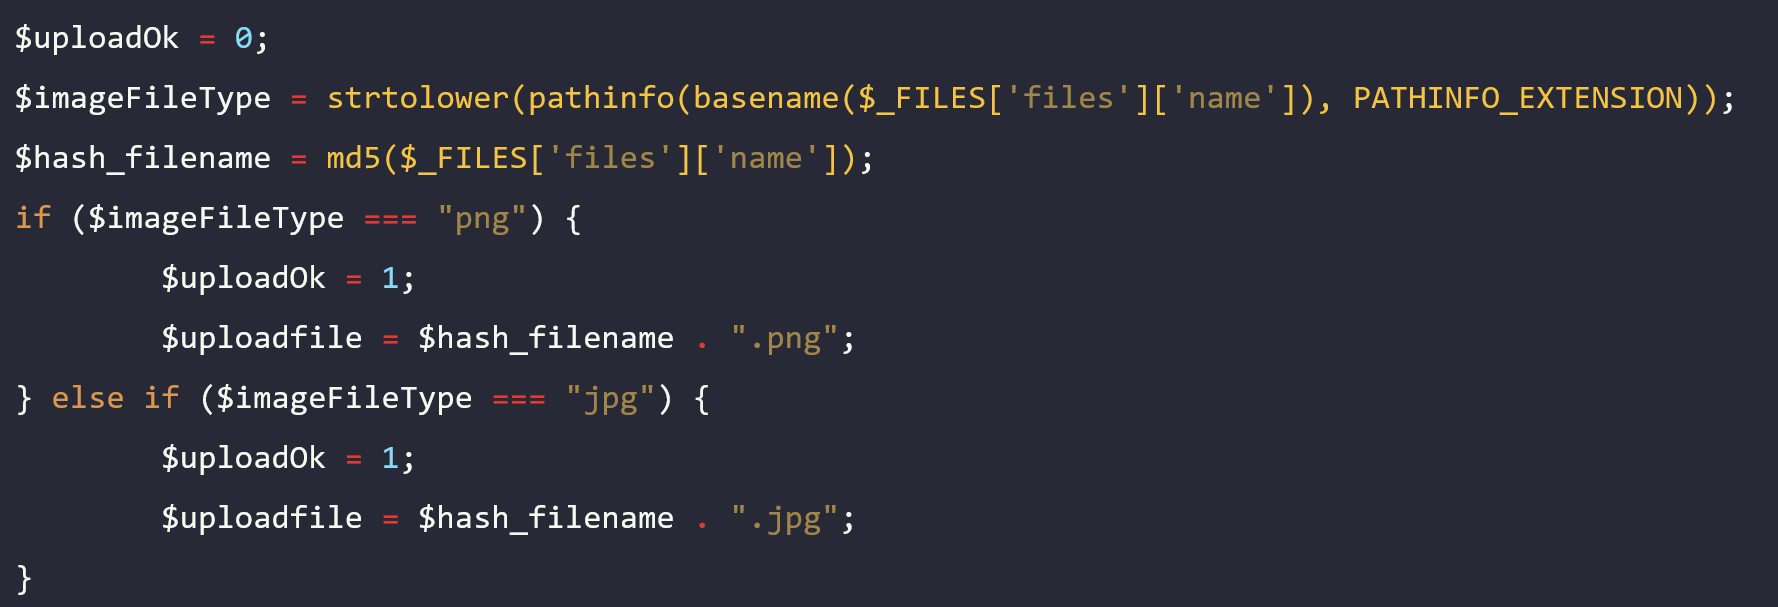 $uploadOk = 0;
$imageFileType = strtolower(pathinfo(basename($_FILES['files']['name']), PATHINFO_EXTENSION));
$hash_filename = md5($_FILES['files']['name']);
if ($imageFileType === "png") {
        $uploadOk = 1;
        $uploadfile = $hash_filename . ".png";
} else if ($imageFileType === "jpg") {
        $uploadOk = 1;
        $uploadfile = $hash_filename . ".jpg";
}